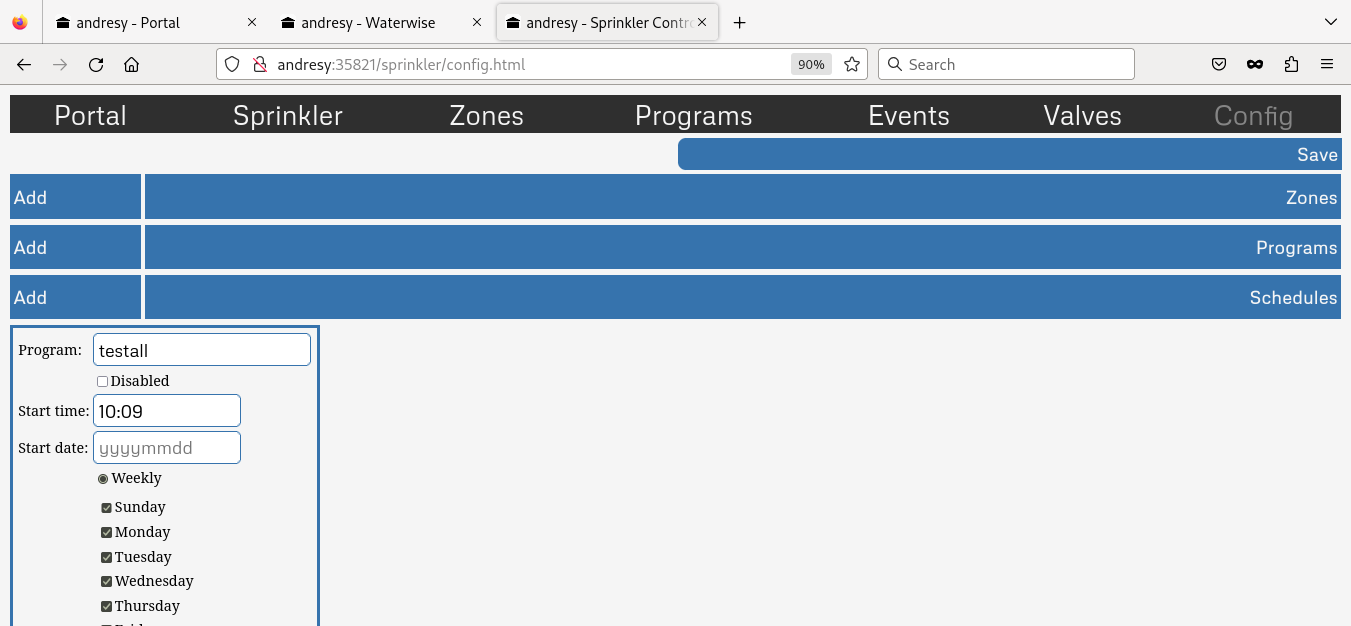 andresy - Portal
andresy - Waterwise
andresy - Sprinkler Contr
andresy:35821/sprinkler/config.html
90%
Search
Portal Sprinkler Zones Programs Events Valves Config
Save
Add Zones
Add Programs
Add Schedules
Program: testall
Disabled
Start time: 10:09
Start date: yyyymmdd
Weekly
Sunday
Monday
Tuesday
Wednesday
Thursday